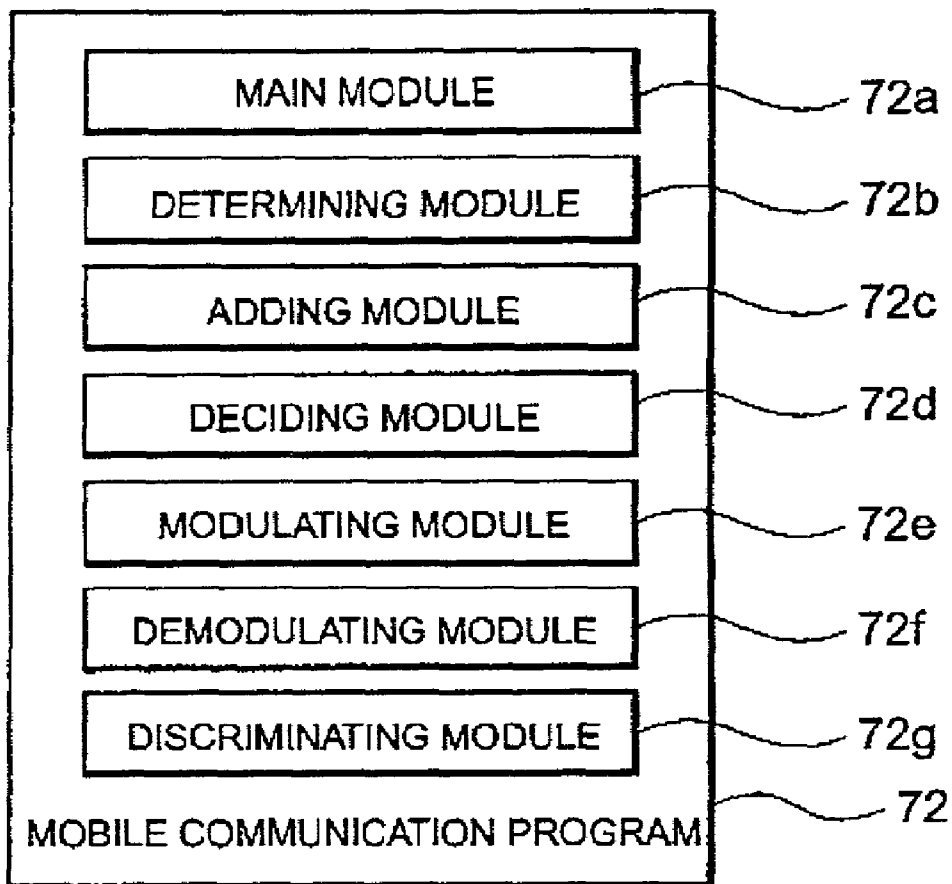 MAIN MODULE 72a
DETERMINING MODULE 72b
ADDING MODULE 72c
DECIDING MODULE 72d
MODULATING MODULE 72e
DEMODULATING MODULE 72f
DISCRIMINATING MODULE 72g
72
MOBILE COMMUNICATION PROGRAM